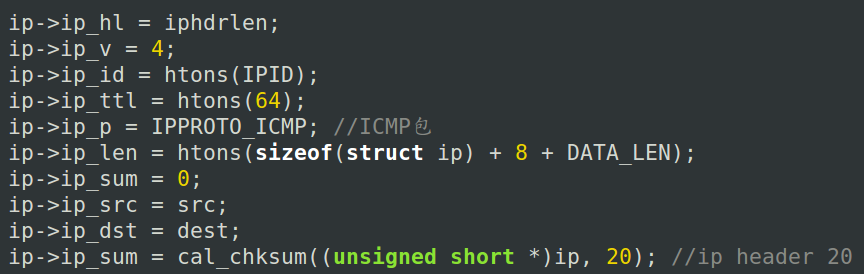 ip->ip_hl = iphdrlen;
ip->ip_v = 4;
ip->ip_id = htons(IPID);
ip->ip_ttl = htons(64);
ip->ip_p = IPPROTO_ICMP; //ICMP包
ip->ip_len = htons(sizeof(struct ip) + 8 + DATA_LEN);
ip->ip_sum = 0;
ip->ip_src = src;
ip->ip_dst = dest;
ip->ip_sum = cal_chksum((unsigned short *)ip, 20); //ip header 20